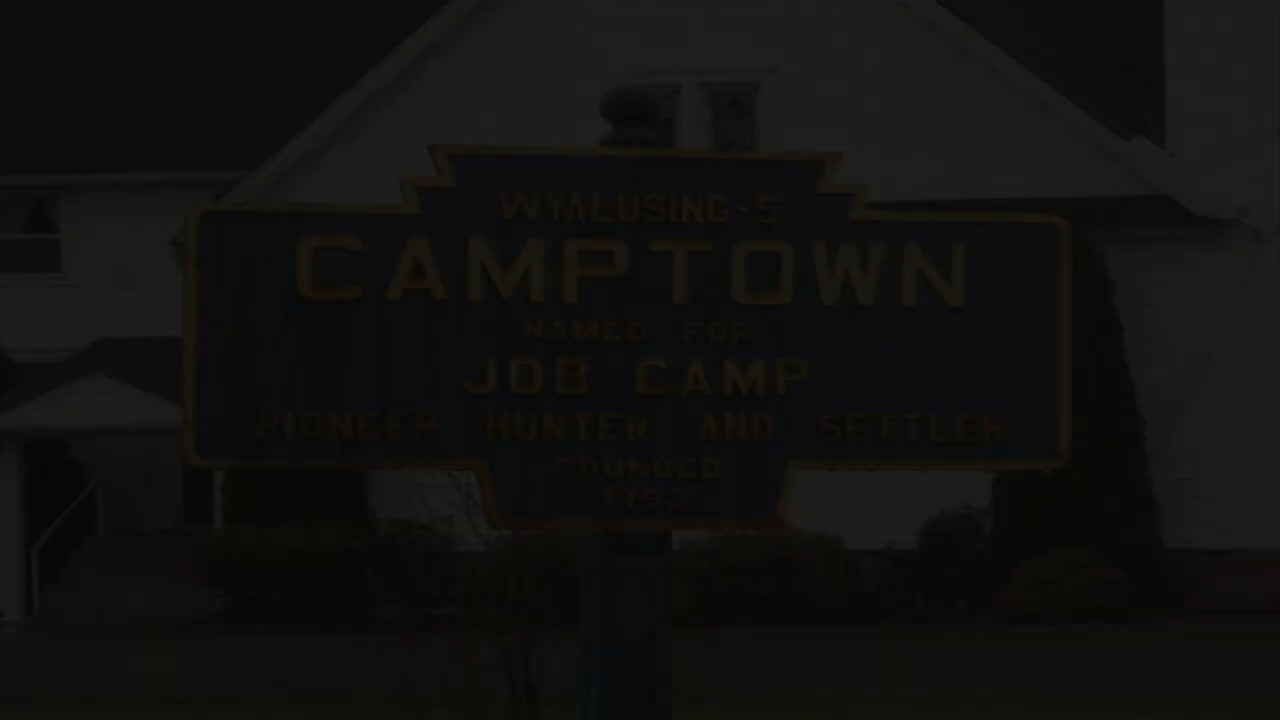 WYALUSING-5
CAMPTOWN
NAMED FOR
JOB CAMP
PIONEER HUNTER AND SETTLER
FOUNDED